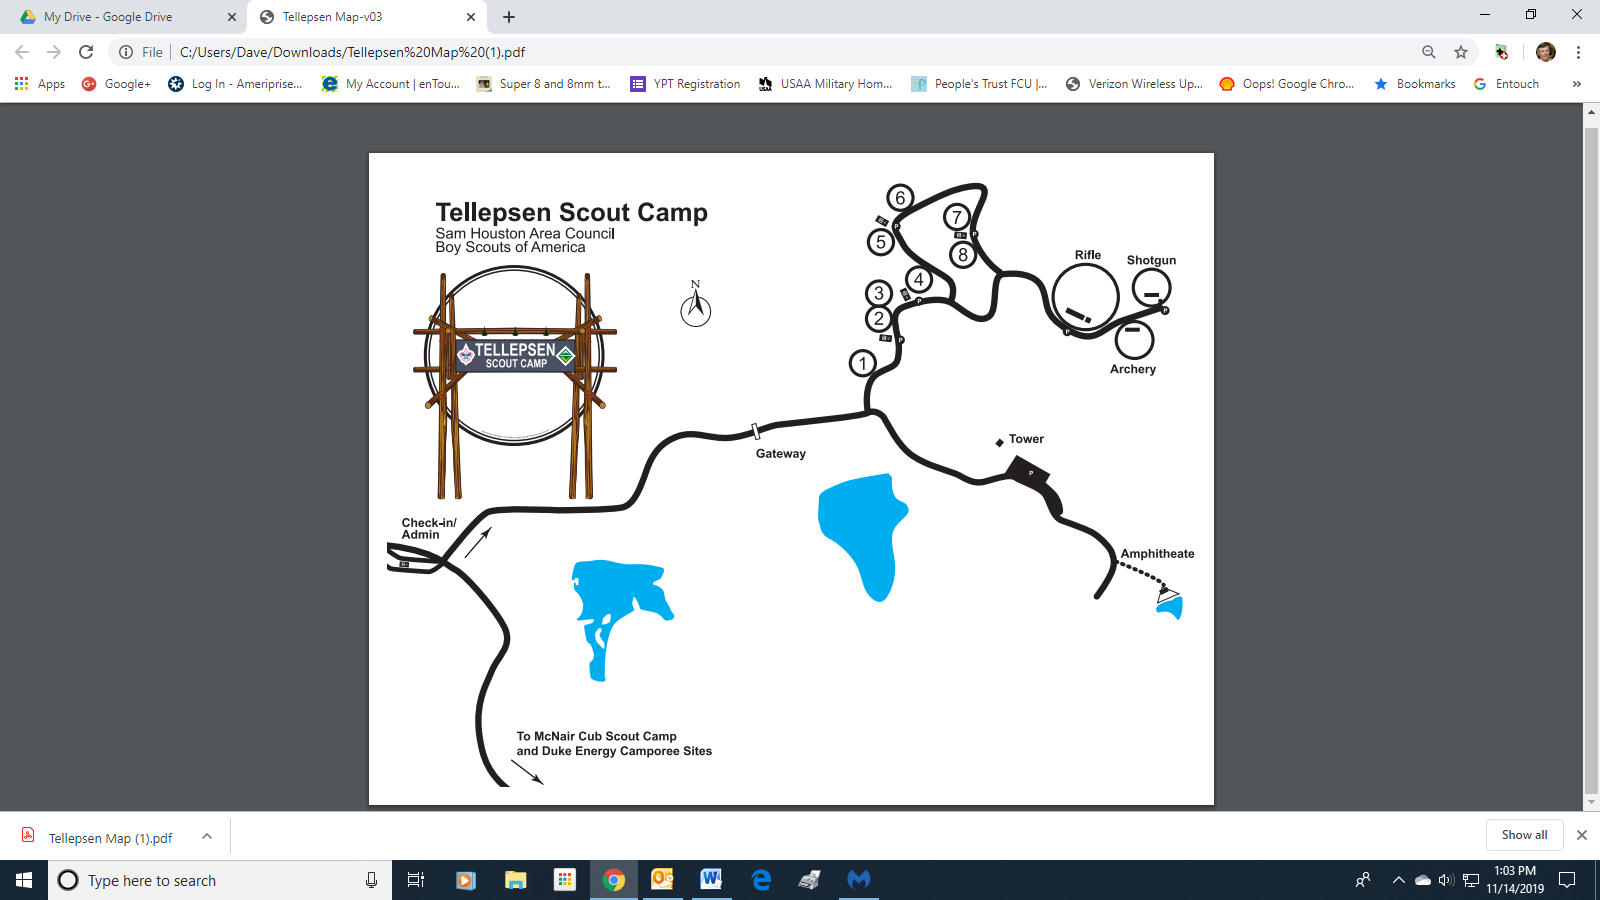 My Drive - Google Drive
Tellepsen Map-v03
File
C:/Users/Dave/Downloads/Tellepsen%20Map%20(1).pdf
Apps
Google+
Log In - Ameriprise...
My Account | enTou...
Super 8 and 8mm t...
YPT Registration
USAA Military Hom...
People's Trust FCU |...
Verizon Wireless Up...
Oops! Google Chro...
Bookmarks
Entouch
»
Tellepsen Scout Camp
Sam Houston Area Council
Boy Scouts of America
TELLEPSEN
SCOUT CAMP
N
6
7
5
8
4
3
2
1
P
P
P
P
P
P
Rifle
Shotgun
Archery
Gateway
Tower
P
Check-in/
Admin
Amphitheate
To McNair Cub Scout Camp
and Duke Energy Camporee Sites
Tellepsen Map (1).pdf
Show all
Type here to search
1:03 PM
11/14/2019